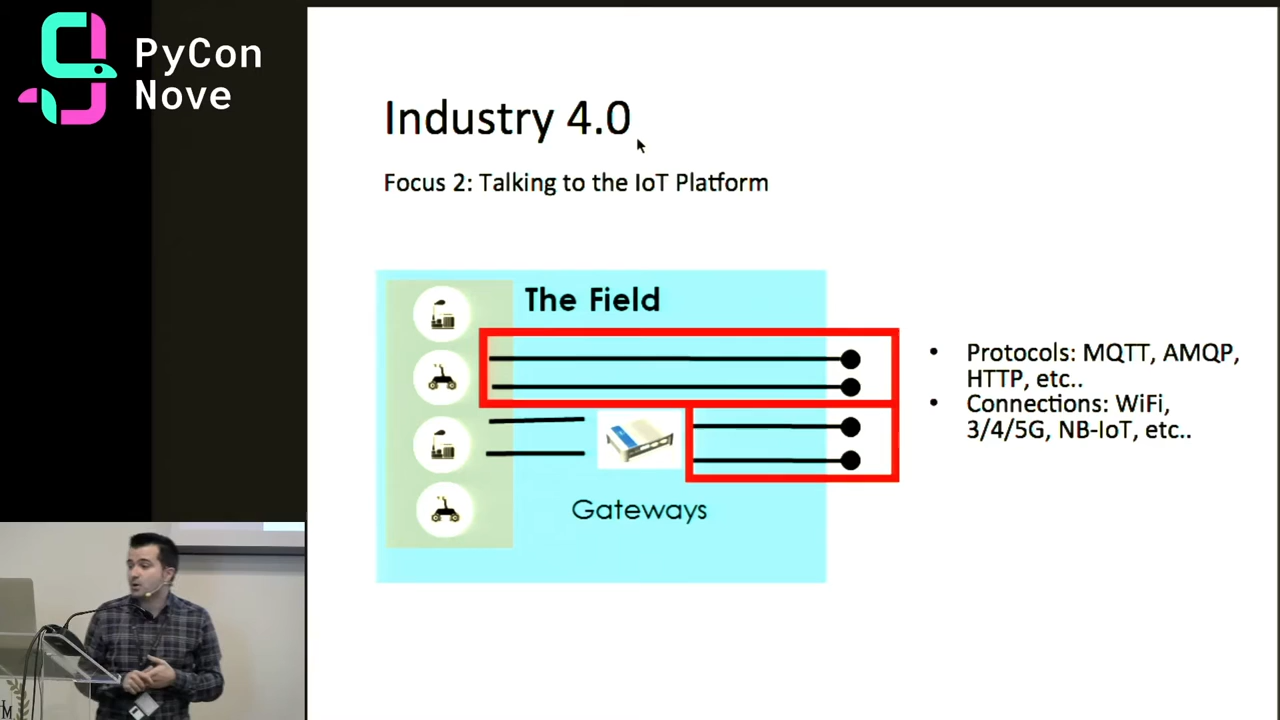 PyCon
Nove
Industry 4.0
Focus 2: Talking to the IoT Platform
The Field
Gateways
• Protocols: MQTT, AMQP,
HTTP, etc..
• Connections: WiFi,
3/4/5G, NB-IoT, etc..
M